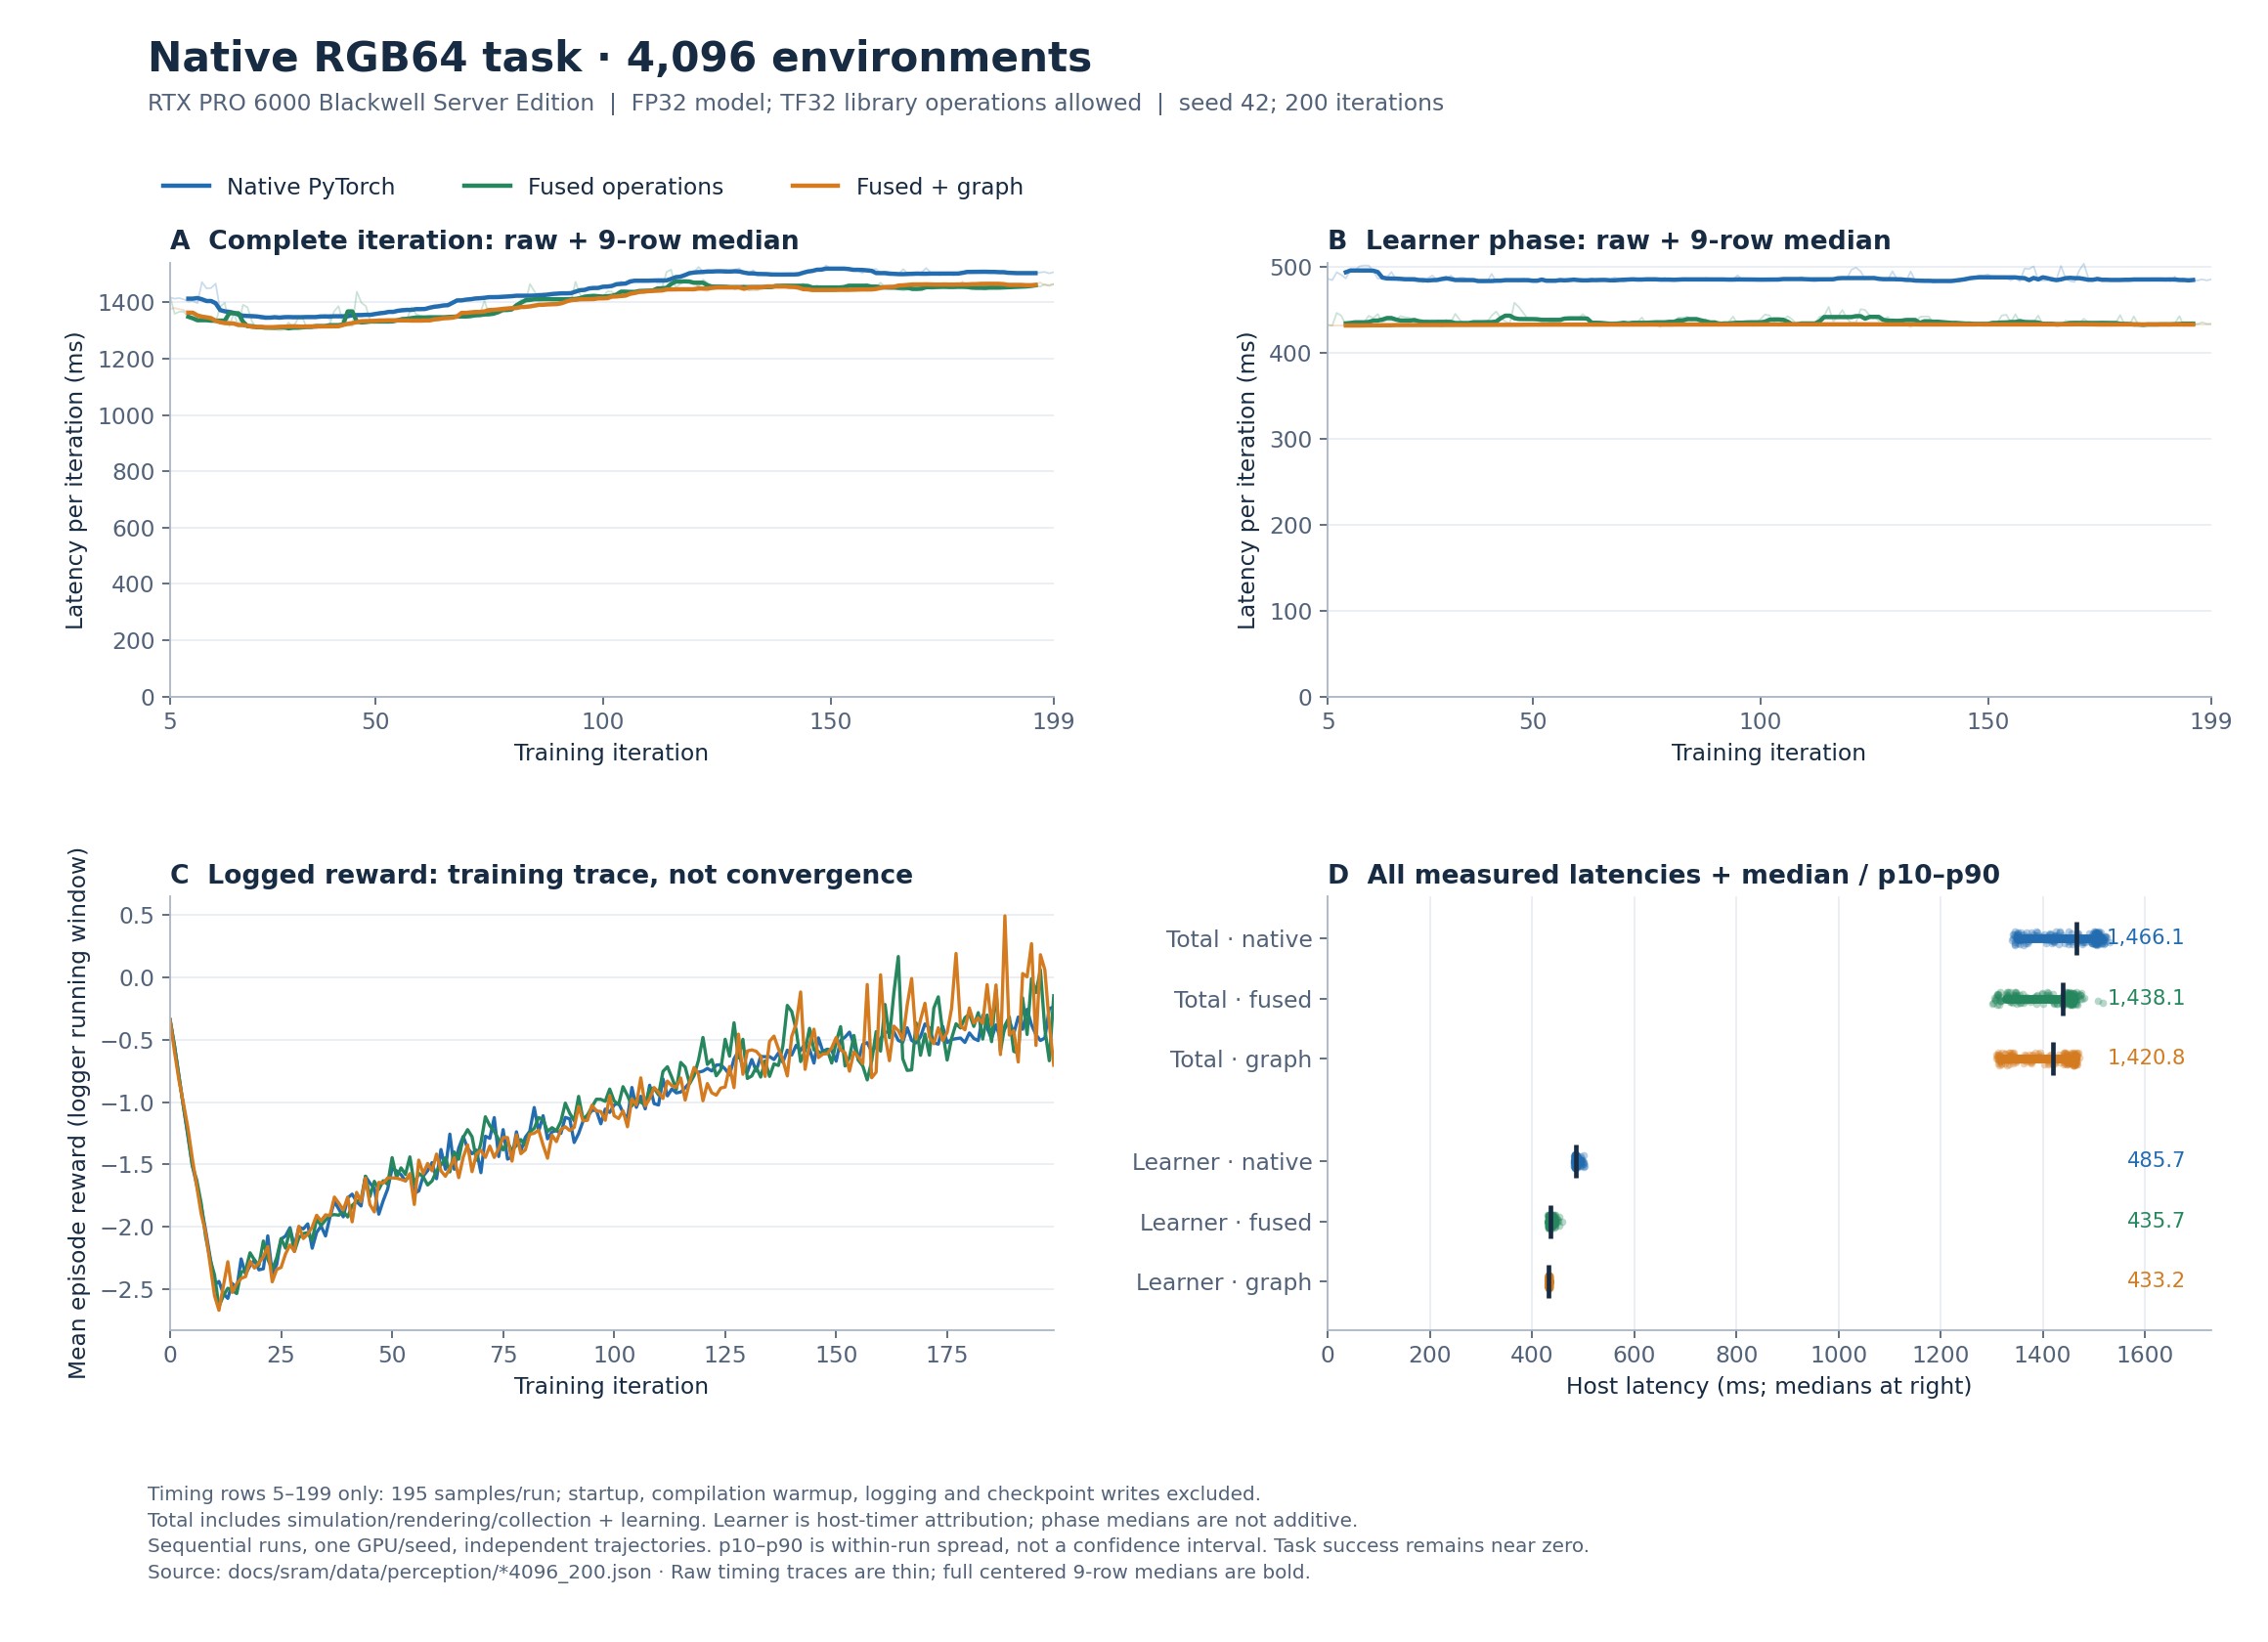 Native RGB64 task · 4,096 environments
RTX PRO 6000 Blackwell Server Edition | FP32 model; TF32 library operations allowed | seed 42; 200 iterations
Native PyTorch
Fused operations
Fused + graph
A Complete iteration: raw + 9-row median
Latency per iteration (ms)
1400
1200
1000
800
600
400
200
0
5
50
100
150
199
Training iteration
B Learner phase: raw + 9-row median
Latency per iteration (ms)
500
400
300
200
100
0
5
50
100
150
199
Training iteration
C Logged reward: training trace, not convergence
Mean episode reward (logger running window)
0.5
0.0
−0.5
−1.0
−1.5
−2.0
−2.5
0
25
50
75
100
125
150
175
Training iteration
D All measured latencies + median / p10–p90
Total · native
1,466.1
Total · fused
1,438.1
Total · graph
1,420.8
Learner · native
485.7
Learner · fused
435.7
Learner · graph
433.2
0
200
400
600
800
1000
1200
1400
1600
Host latency (ms; medians at right)
Timing rows 5–199 only: 195 samples/run; startup, compilation warmup, logging and checkpoint writes excluded.
Total includes simulation/rendering/collection + learning. Learner is host-timer attribution; phase medians are not additive.
Sequential runs, one GPU/seed, independent trajectories. p10–p90 is within-run spread, not a confidence interval. Task success remains near zero.
Source: docs/sram/data/perception/*4096_200.json · Raw timing traces are thin; full centered 9-row medians are bold.